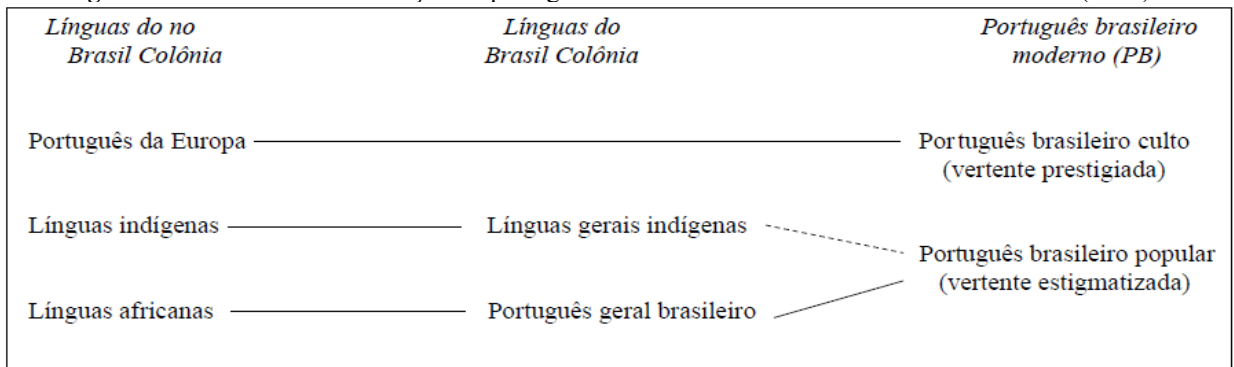 Línguas do no Línguas do Português brasileiro
Brasil Colônia Brasil Colônia moderno (PB)
Português da Europa Português brasileiro culto
(vertente prestigiada)
Línguas indígenas Línguas gerais indígenas
Português brasileiro popular
(vertente estigmatizada)
Línguas africanas Português geral brasileiro